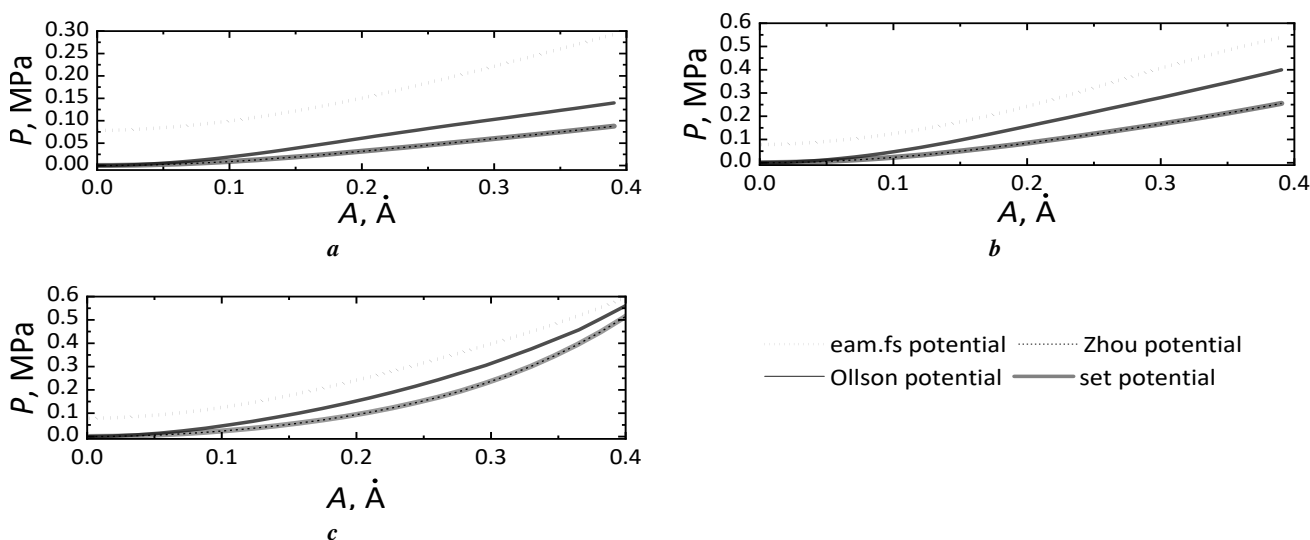 0.30
0.25
0.20
0.15
0.10
0.05
0.00
P, MPa
0.0 0.1 0.2 0.3 0.4
A, Ȧ
a
0.6
0.5
0.4
0.3
0.2
0.1
0.0
P, MPa
0.0 0.1 0.2 0.3 0.4
A, Ȧ
b
0.6
0.5
0.4
0.3
0.2
0.1
0.0
P, MPa
0.0 0.1 0.2 0.3 0.4
A, Ȧ
c
eam.fs potential Zhou potential
Ollson potential set potential